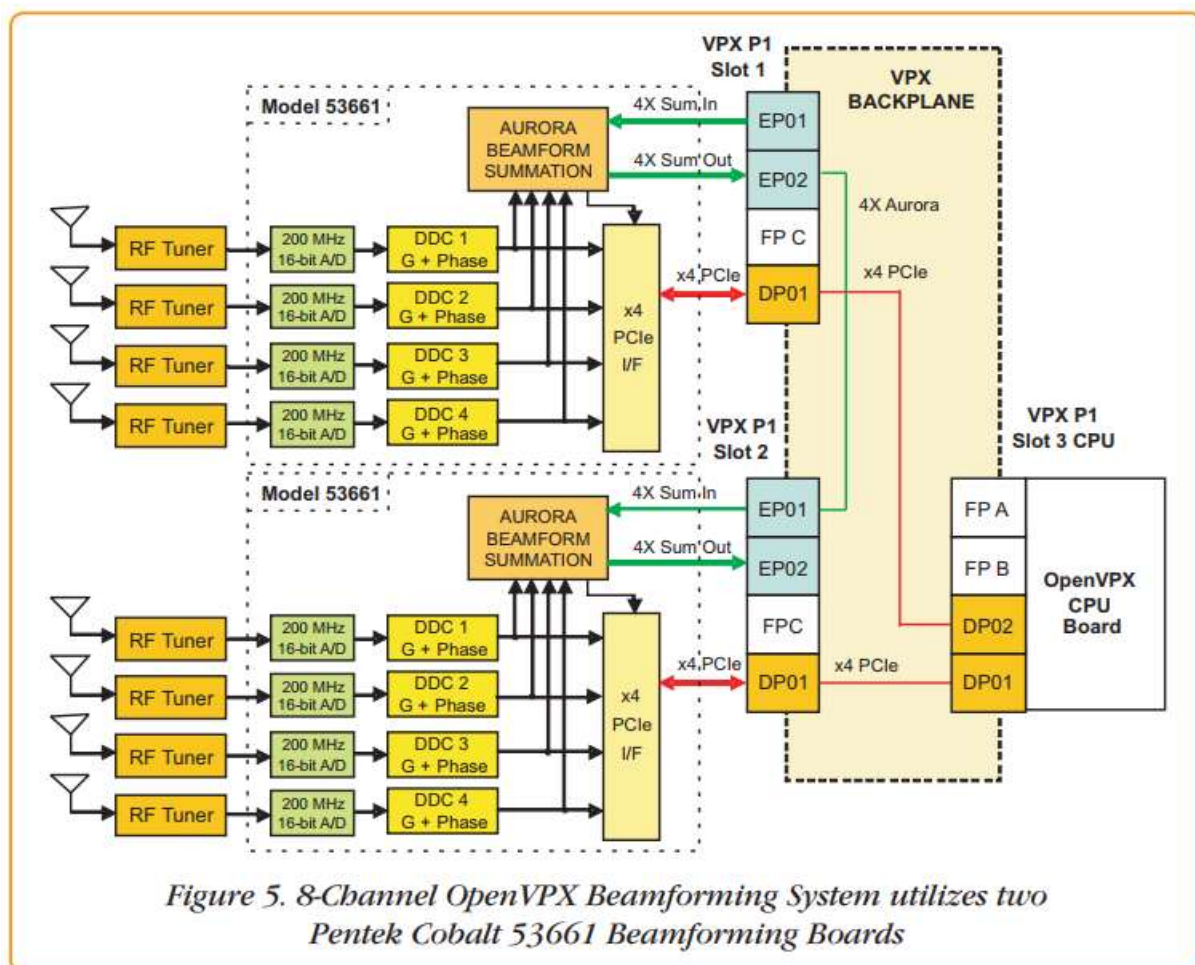 VPX P1
Slot 1
VPX
BACKPLANE
Model 53661
4X Sum In
AURORA
BEAMFORM
SUMMATION
EP01
4X Sum Out
EP02
4X Aurora
FP C
RF Tuner
200 MHz
16-bit A/D
DDC 1
G + Phase
x4 PCIe
x4 PCIe
DP01
RF Tuner
200 MHz
16-bit A/D
DDC 2
G + Phase
x4
PCIe
I/F
RF Tuner
200 MHz
16-bit A/D
DDC 3
G + Phase
RF Tuner
200 MHz
16-bit A/D
DDC 4
G + Phase
VPX P1
Slot 2
VPX P1
Slot 3 CPU
Model 53661
4X Sum In
AURORA
BEAMFORM
SUMMATION
EP01
4X Sum Out
EP02
FPC
FP A
FP B
OpenVPX
CPU
Board
RF Tuner
200 MHz
16-bit A/D
DDC 1
G + Phase
DP02
x4 PCIe
DP01
x4 PCIe
DP01
RF Tuner
200 MHz
16-bit A/D
DDC 2
G + Phase
x4
PCIe
I/F
RF Tuner
200 MHz
16-bit A/D
DDC 3
G + Phase
RF Tuner
200 MHz
16-bit A/D
DDC 4
G + Phase
Figure 5. 8-Channel OpenVPX Beamforming System utilizes two
Pentek Cobalt 53661 Beamforming Boards